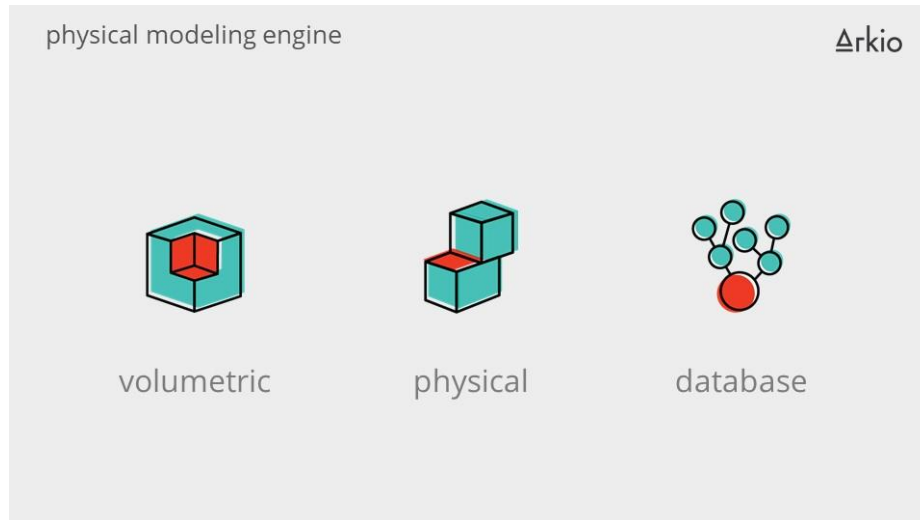 physical modeling engine
Arkio
volumetric
physical
database